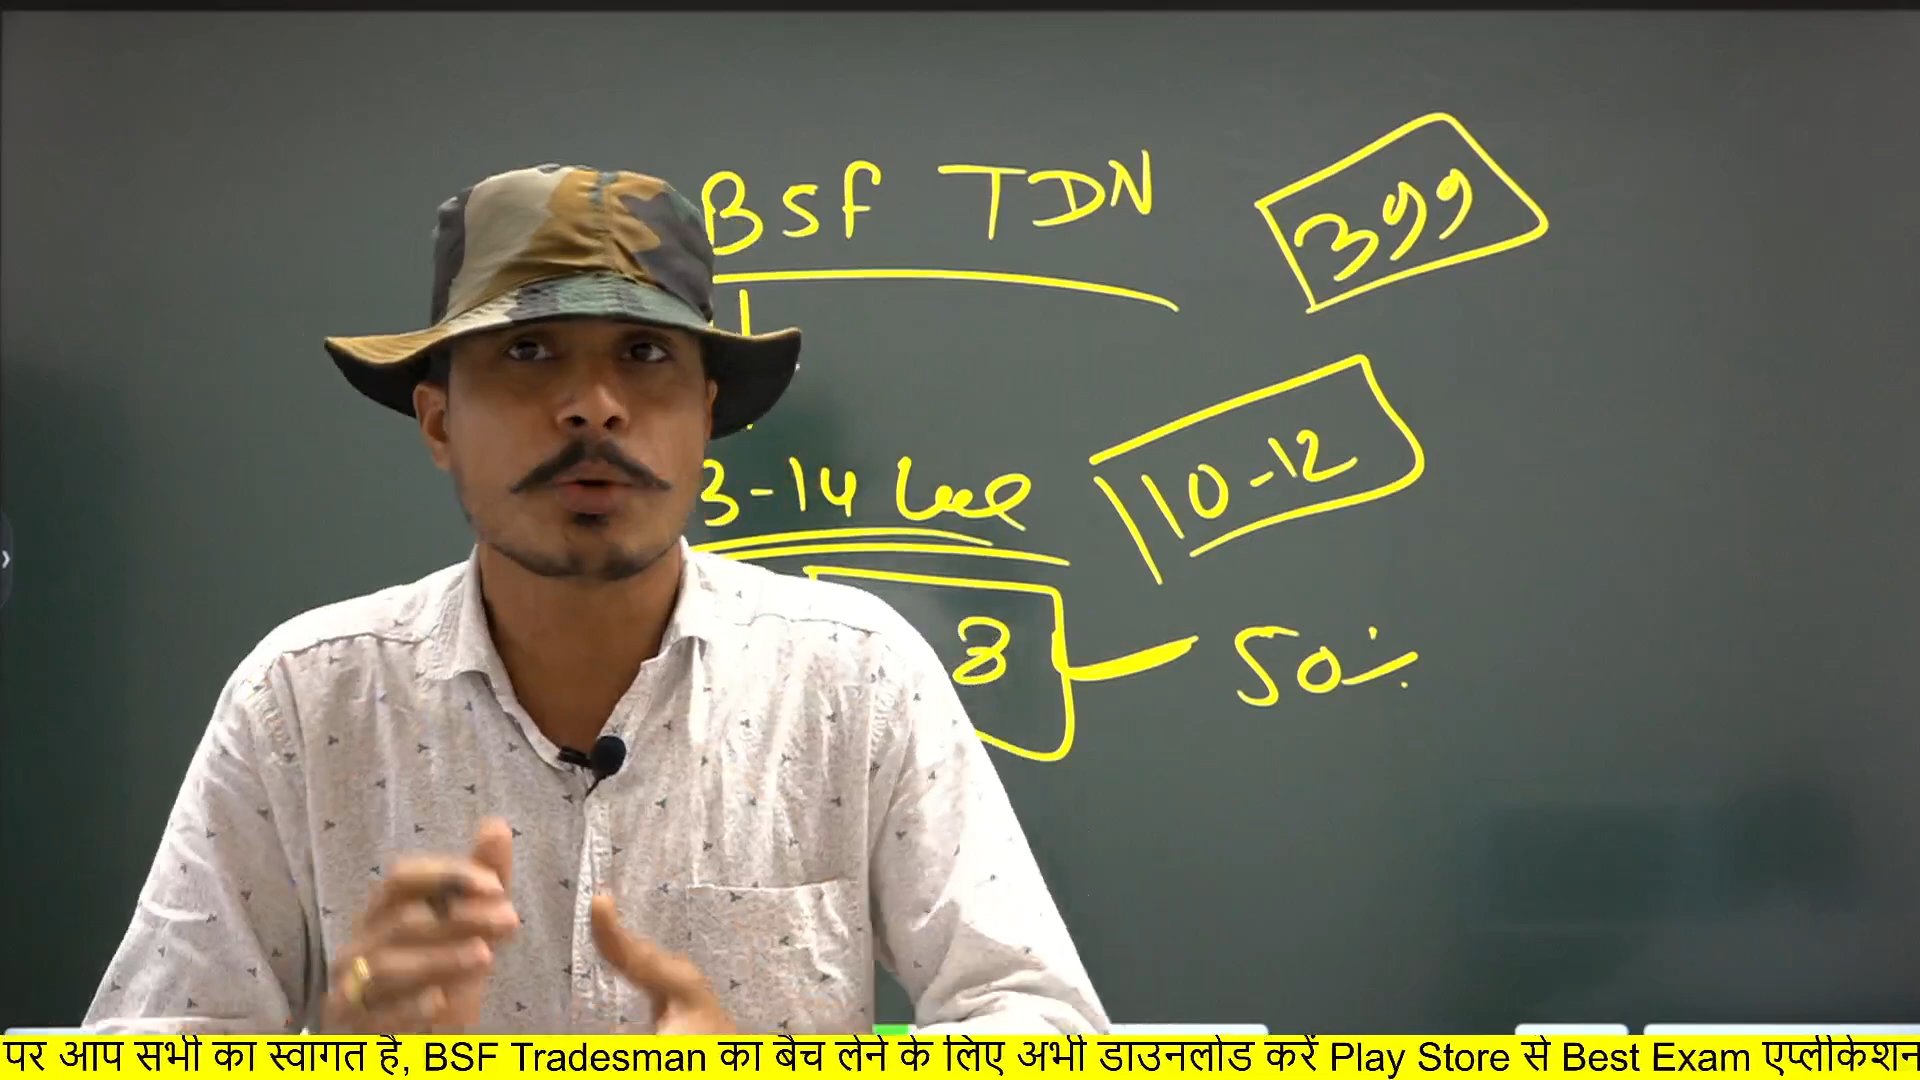 BSF TDN
399
3-14 Lac
10-12
8
50%
पर आप सभी का स्वागत है, BSF Tradesman का बैच लेने के लिए अभी डाउनलोड करें Play Store से Best Exam एप्लीकेशन